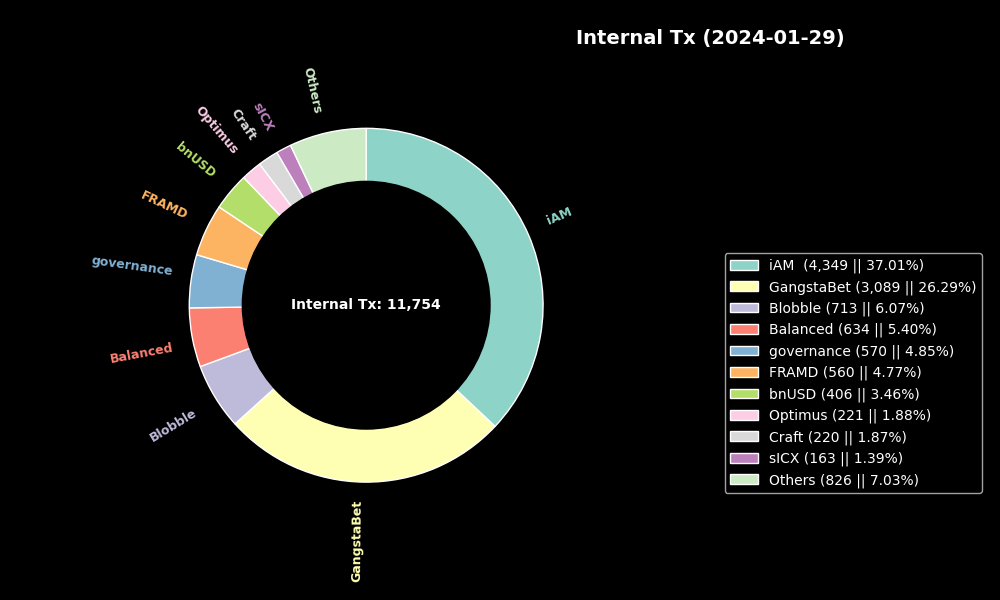 Internal Tx (2024-01-29)
Others
sICX
Craft
Optimus
bnUSD
FRAMD
governance
Balanced
Blobble
GangstaBet
iAM
Internal Tx: 11,754
iAM  (4,349 || 37.01%)
GangstaBet (3,089 || 26.29%)
Blobble (713 || 6.07%)
Balanced (634 || 5.40%)
governance (570 || 4.85%)
FRAMD (560 || 4.77%)
bnUSD (406 || 3.46%)
Optimus (221 || 1.88%)
Craft (220 || 1.87%)
sICX (163 || 1.39%)
Others (826 || 7.03%)